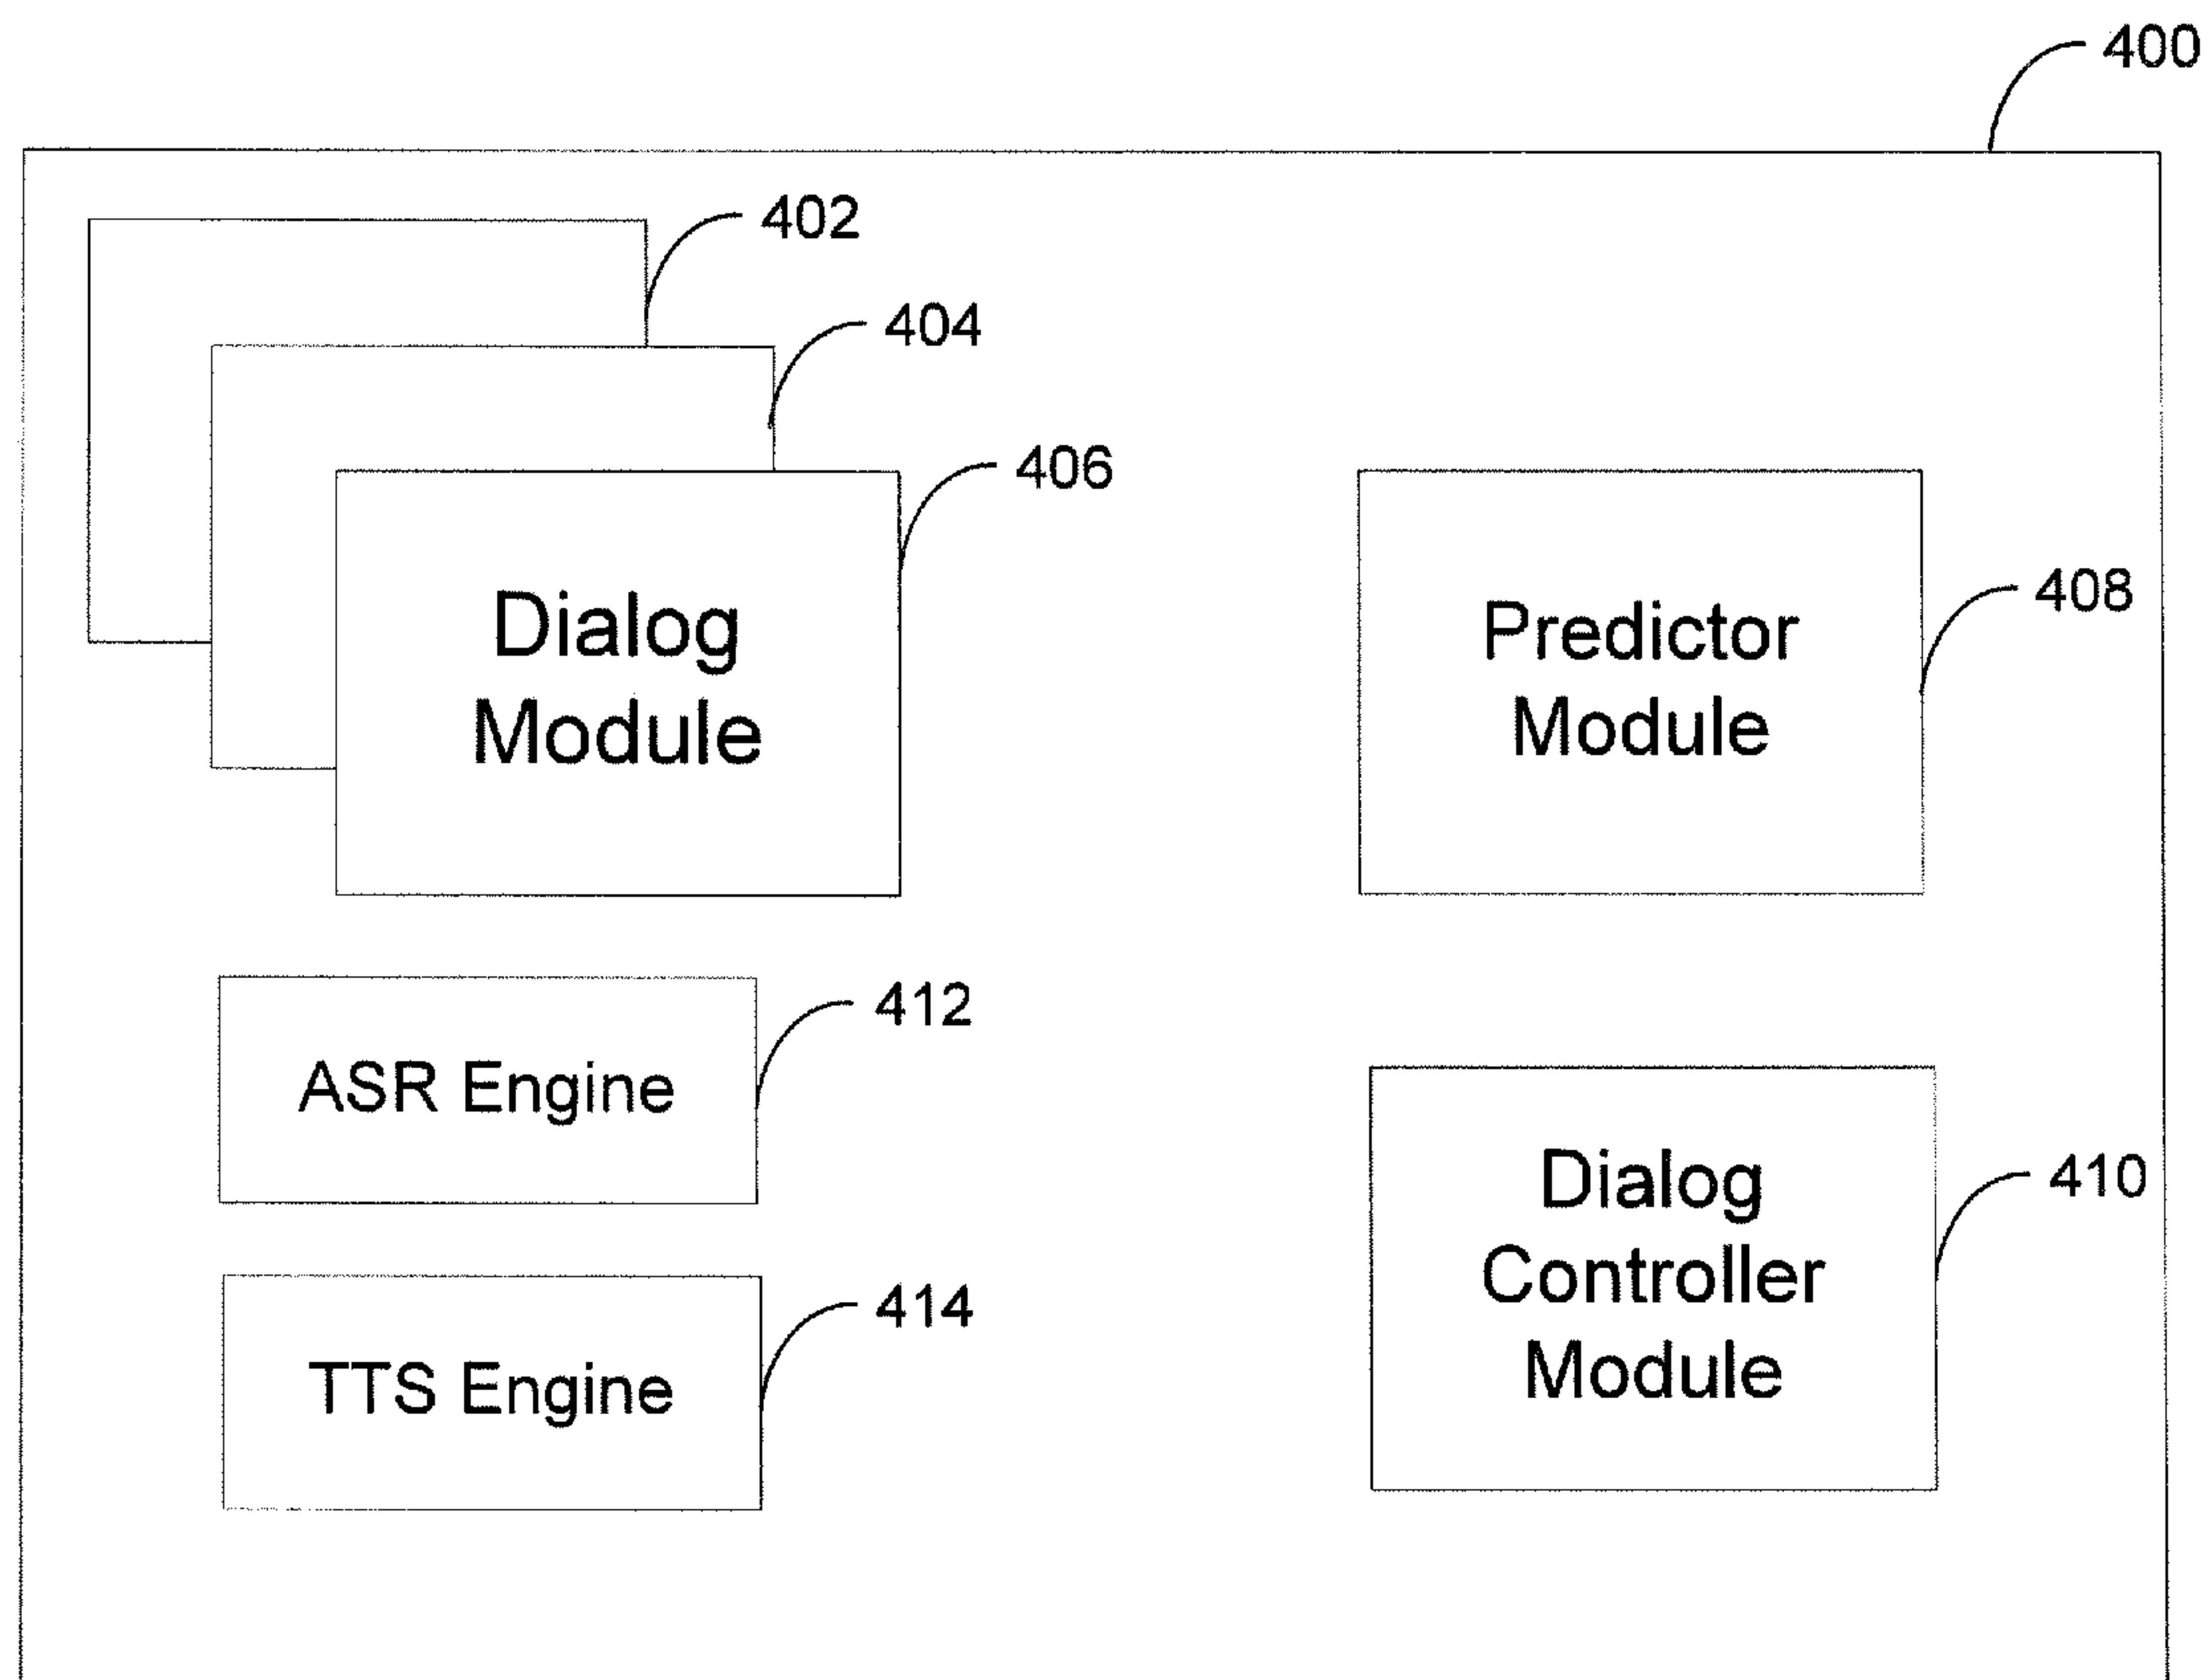 400
402
404
406
Dialog
Module
408
Predictor
Module
412
ASR Engine
410
Dialog
Controller
Module
414
TTS Engine